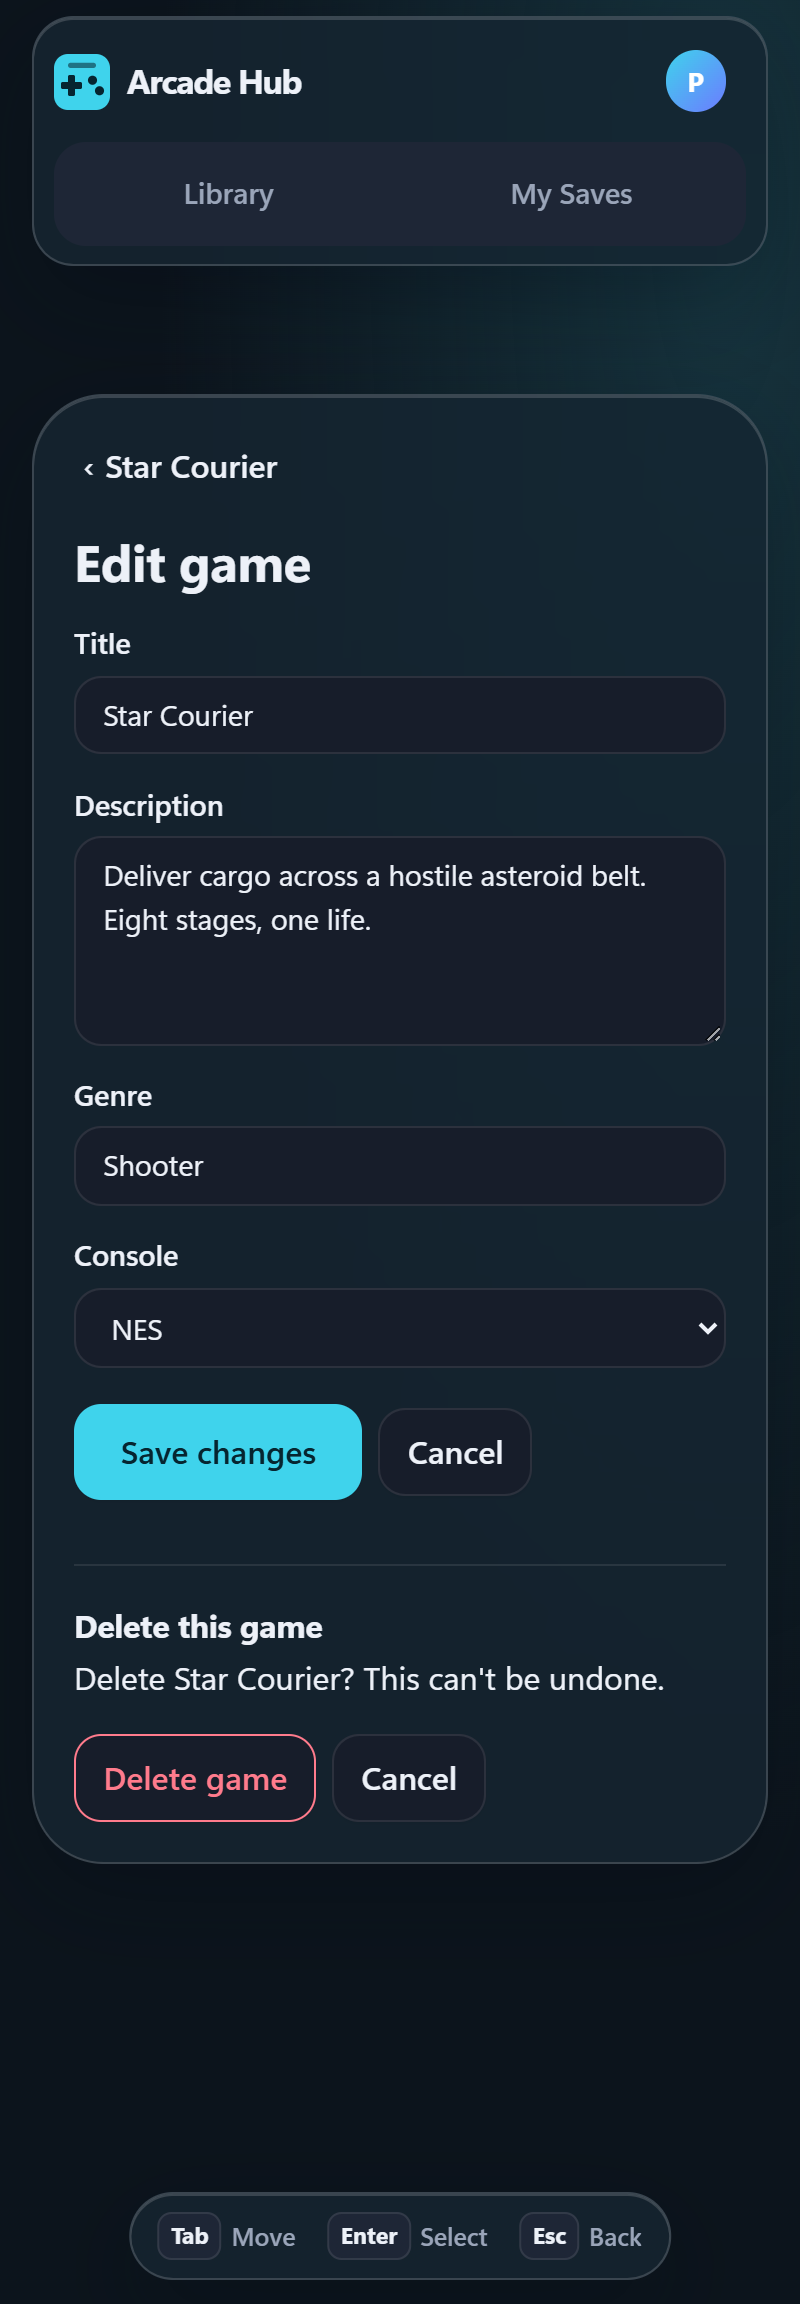 Arcade Hub
P
Library
My Saves
‹ Star Courier
Edit game
Title
Star Courier
Description
Deliver cargo across a hostile asteroid belt.
Eight stages, one life.
Genre
Shooter
Console
NES
Save changes
Cancel
Delete this game
Delete Star Courier? This can't be undone.
Delete game
Cancel
Tab Move Enter Select Esc Back